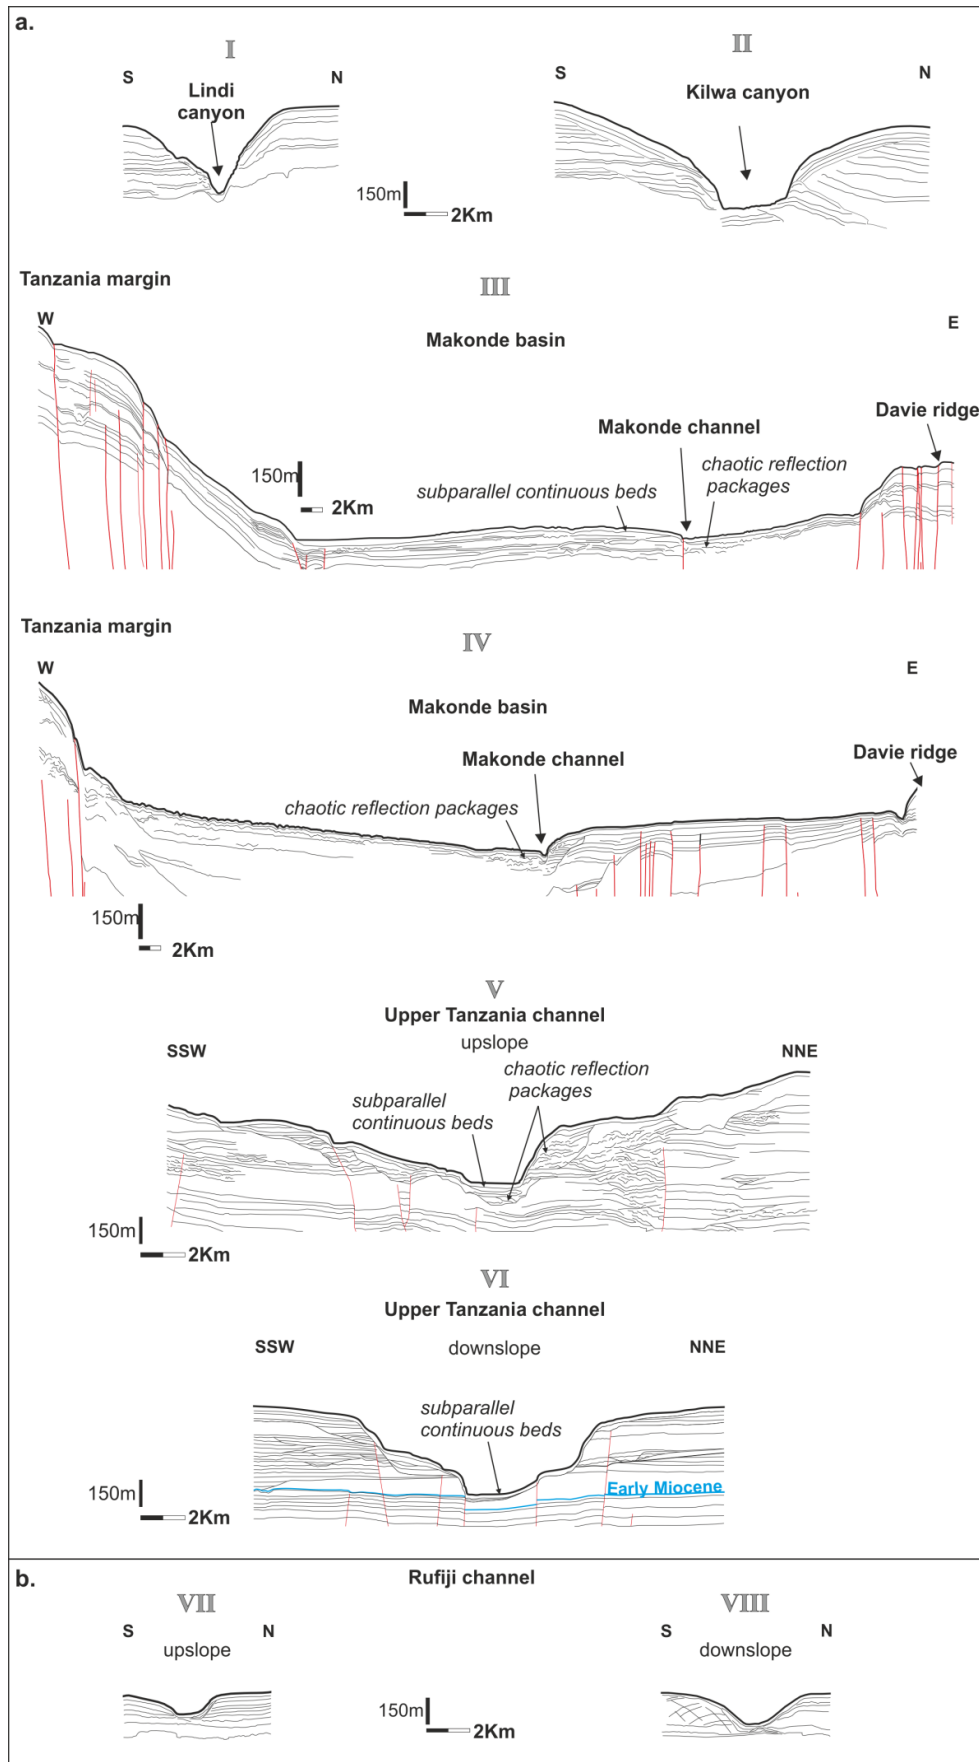 a.
I
II
S
N
Lindi
canyon
S
N
Kilwa canyon
150m
2Km
Tanzania margin
III
W
E
Makonde basin
Davie ridge
Makonde channel
150m
2Km
subparallel continuous beds
chaotic reflection
packages
Tanzania margin
IV
W
E
Makonde basin
Makonde channel
Davie ridge
chaotic reflection packages
150m
2Km
V
Upper Tanzania channel
upslope
SSW
NNE
chaotic reflection
packages
subparallel
continuous beds
150m
2Km
VI
Upper Tanzania channel
SSW
downslope
NNE
subparallel
continuous beds
150m
2Km
Early Miocene
b.
Rufiji channel
VII
VIII
S
N
upslope
S
N
downslope
150m
2Km